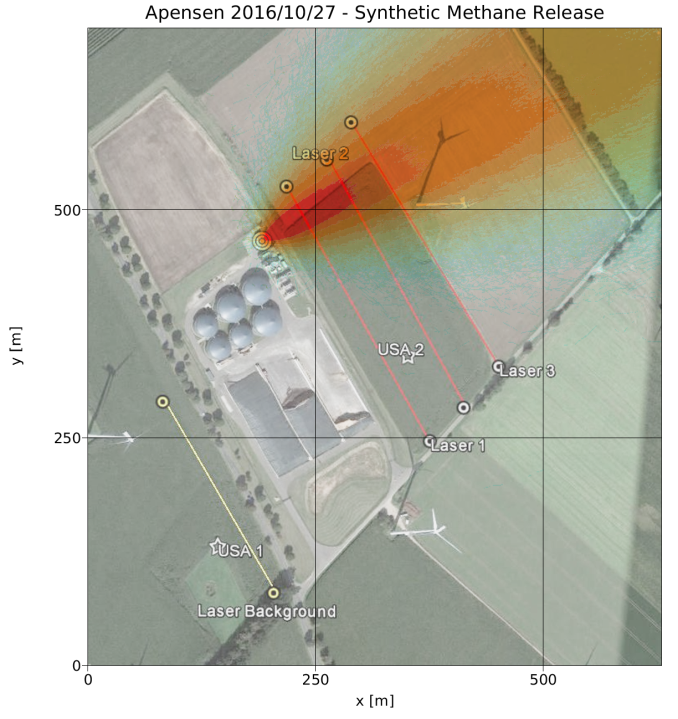 Apensen 2016/10/27 - Synthetic Methane Release
Laser 2
500
USA 2
Laser 3
y [m]
250
Laser 1
USA 1
Laser Background
0
0
250
500
x [m]